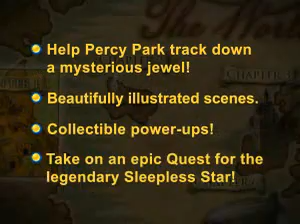 Help Percy Park track down
a mysterious jewel!
Beautifully illustrated scenes.
Collectible power-ups!
Take on an epic Quest for the
legendary Sleepless Star!